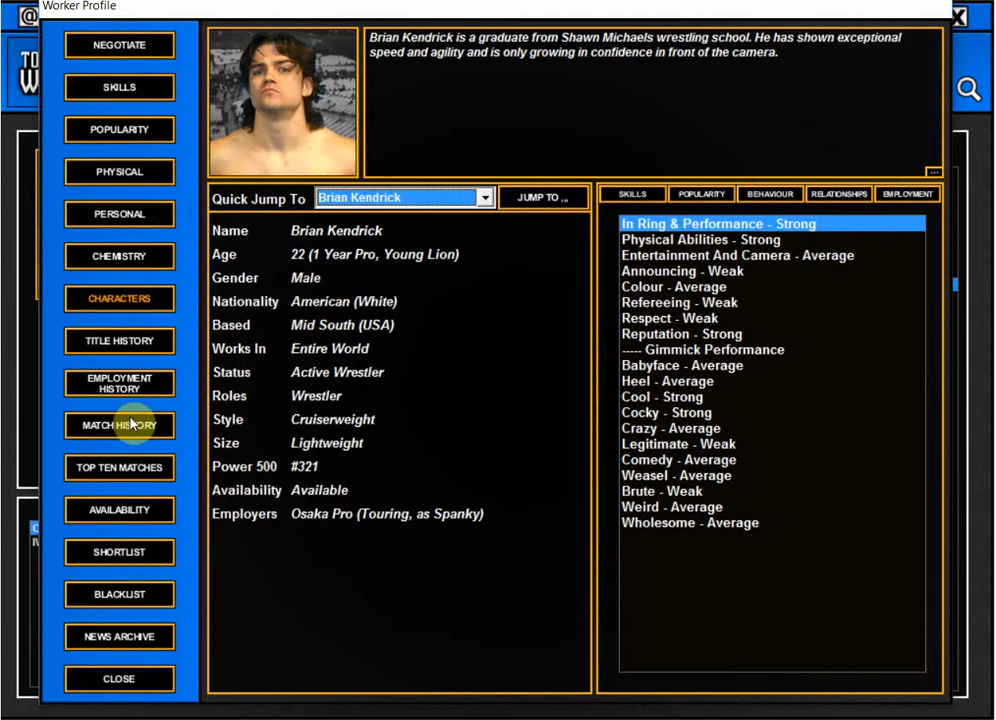 Worker Profile
@
X
TO
W
NEGOTIATE
SKILLS
POPULARITY
PHYSICAL
PERSONAL
CHEMISTRY
CHARACTERS
TITLE HISTORY
EMPLOYMENT
HISTORY
MATCH HISTORY
TOP TEN MATCHES
AVAILABILITY
SHORTLIST
BLACKLIST
NEWS ARCHIVE
CLOSE
Brian Kendrick is a graduate from Shawn Michaels wrestling school. He has shown exceptional
speed and agility and is only growing in confidence in front of the camera.
...
Quick Jump To Brian Kendrick JUMP TO ...
Name Brian Kendrick
Age 22 (1 Year Pro, Young Lion)
Gender Male
Nationality American (White)
Based Mid South (USA)
Works In Entire World
Status Active Wrestler
Roles Wrestler
Style Cruiserweight
Size Lightweight
Power 500 #321
Availability Available
Employers Osaka Pro (Touring, as Spanky)
SKILLS POPULARITY BEHAVIOUR RELATIONSHIPS EMPLOYMENT
In Ring & Performance - Strong
Physical Abilities - Strong
Entertainment And Camera - Average
Announcing - Weak
Colour - Average
Refereeing - Weak
Respect - Weak
Reputation - Strong
----- Gimmick Performance
Babyface - Average
Heel - Average
Cool - Strong
Cocky - Strong
Crazy - Average
Legitimate - Weak
Comedy - Average
Weasel - Average
Brute - Weak
Weird - Average
Wholesome - Average